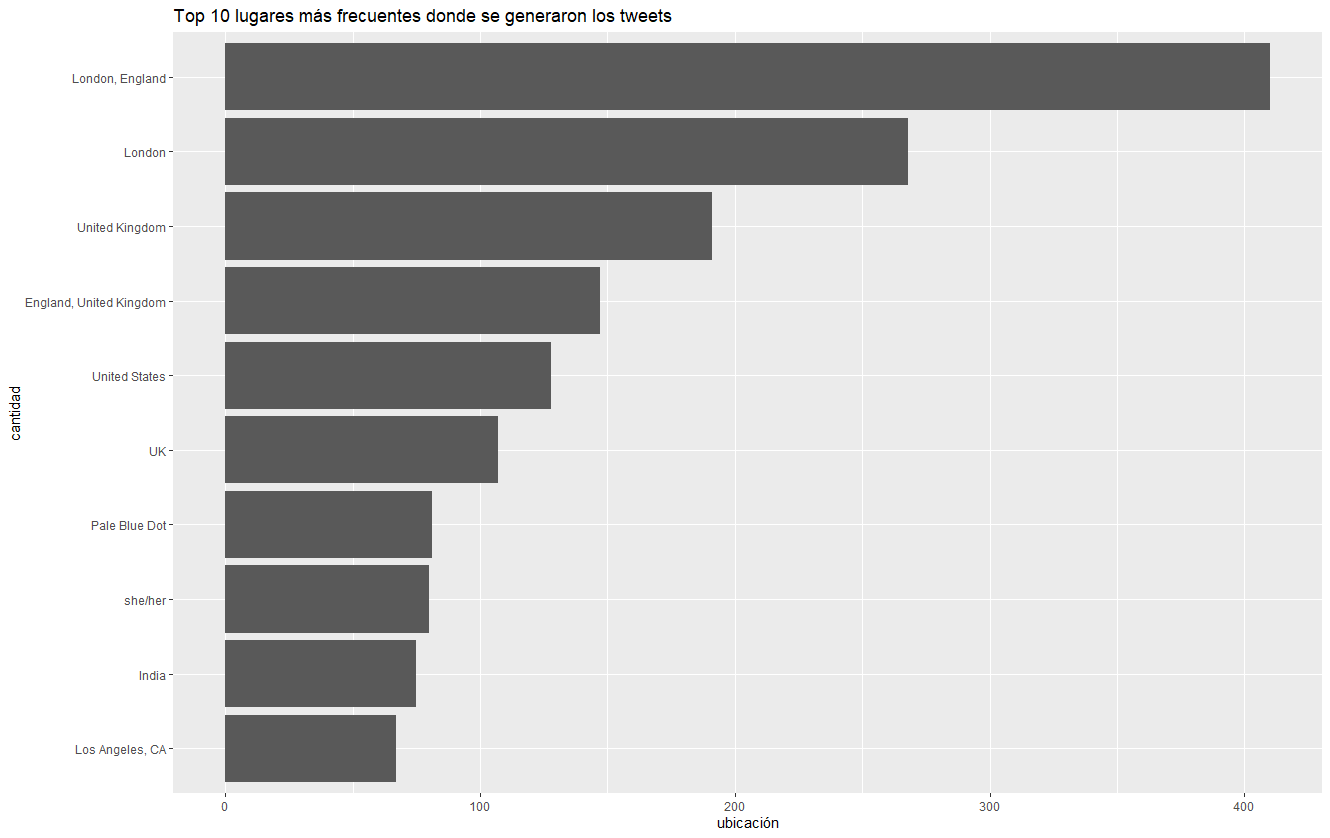 Top 10 lugares más frecuentes donde se generaron los tweets
London, England
London
United Kingdom
England, United Kingdom
United States
UK
Pale Blue Dot
she/her
India
Los Angeles, CA
cantidad
0 100 200 300 400
ubicación